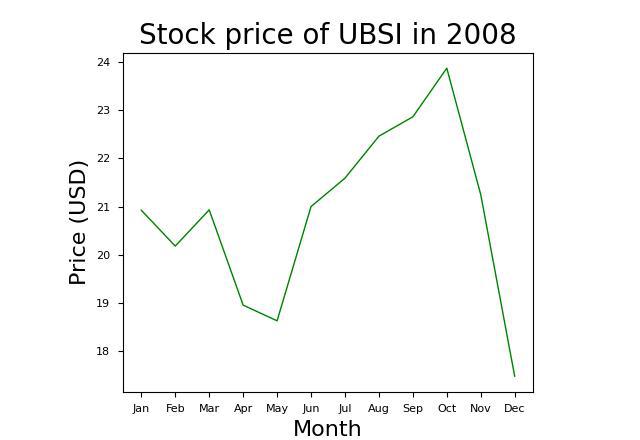 Stock price of UBSI in 2008
Price (USD)
24
23
22
21
20
19
18
Jan Feb Mar Apr May Jun Jul Aug Sep Oct Nov Dec
Month